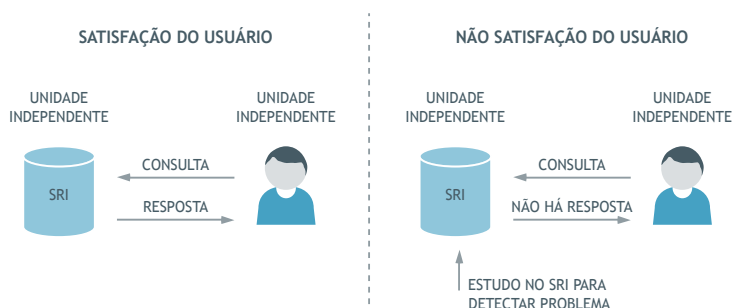 SATISFAÇÃO DO USUÁRIO
UNIDADE
INDEPENDENTE
UNIDADE
INDEPENDENTE
SRI
CONSULTA
RESPOSTA
NÃO SATISFAÇÃO DO USUÁRIO
UNIDADE
INDEPENDENTE
UNIDADE
INDEPENDENTE
SRI
CONSULTA
NÃO HÁ RESPOSTA
ESTUDO NO SRI PARA
DETECTAR PROBLEMA